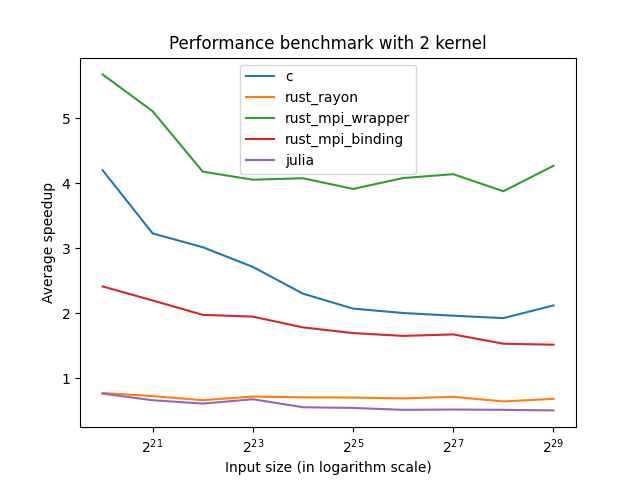 Performance benchmark with 2 kernel
c
rust_rayon
rust_mpi_wrapper
rust_mpi_binding
julia
Average speedup
5
4
3
2
1
2^21 2^23 2^25 2^27 2^29
Input size (in logarithm scale)